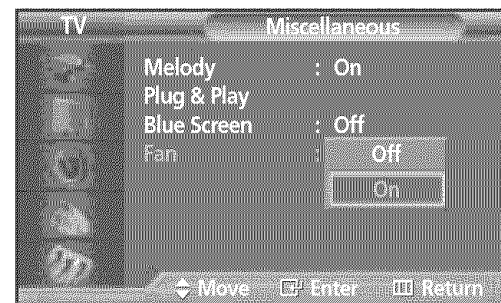 TV Miscellaneous
Melody : On
Plug & Play
Blue Screen : Off
Fan : Off
On
Move Enter Return